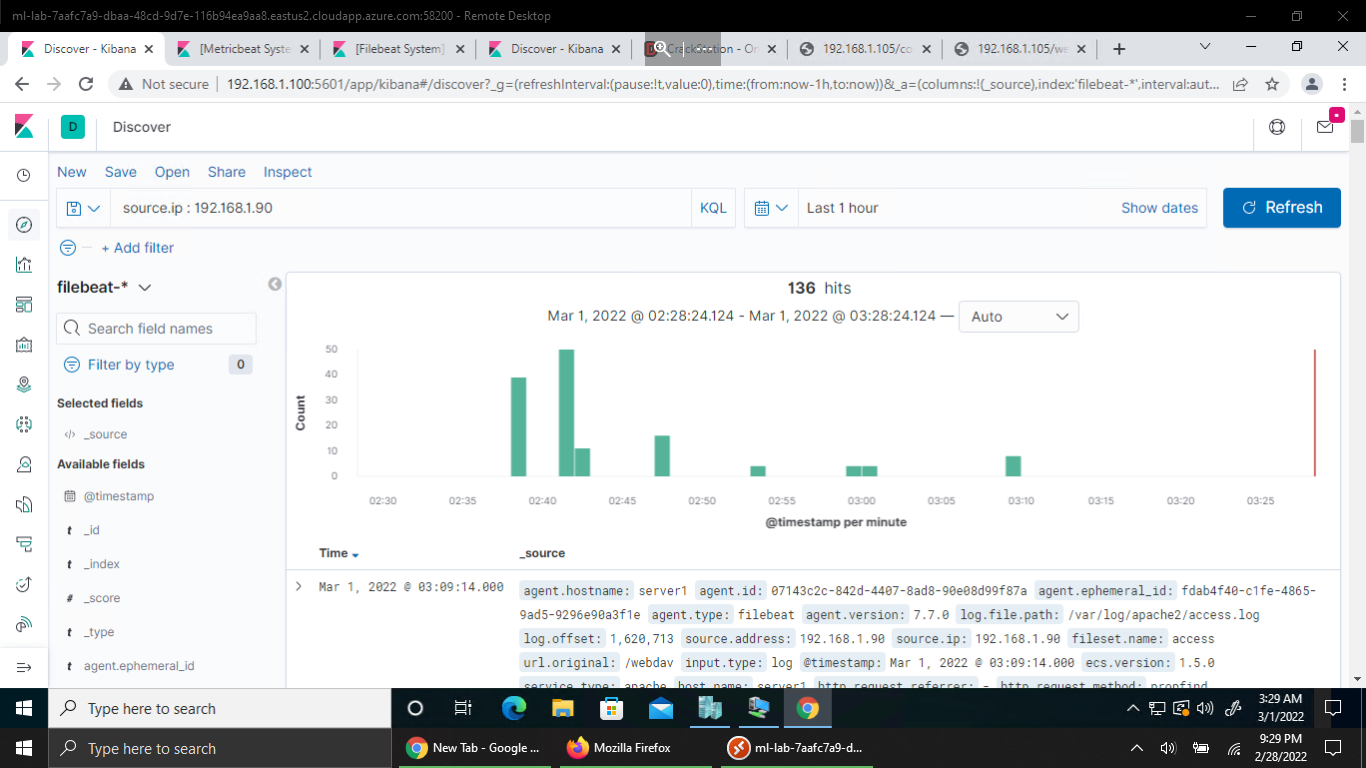 ml-lab-7aafc7a9-dbaa-48cd-9d7e-116b94ea9aa8.eastus2.cloudapp.azure.com:58200 - Remote Desktop
Discover - Kibana
[Metricbeat Syste
[Filebeat System]
Discover - Kibana
192.168.1.105/co
192.168.1.105/we
Not secure
192.168.1.100:5601/app/kibana#/discover?_g=(refreshInterval:(pause:!t,value:0),time:(from:now-1h,to:now))&_a=(columns:!(_source),index:'filebeat-*',interval:aut...
D
Discover
New Save Open Share Inspect
source.ip : 192.168.1.90
KQL
Last 1 hour
Show dates
Refresh
+ Add filter
filebeat-*
Search field names
Filter by type
0
Selected fields
_source
Available fields
@timestamp
t _id
t _index
# _score
t _type
t agent.ephemeral_id
136 hits
Mar 1, 2022 @ 02:28:24.124 - Mar 1, 2022 @ 03:28:24.124 —
Auto
50
40
30
20
10
0
Count
02:30 02:35 02:40 02:45 02:50 02:55 03:00 03:05 03:10 03:15 03:20 03:25
@timestamp per minute
Time
_source
Mar 1, 2022 @ 03:09:14.000
agent.hostname: server1 agent.id: 07143c2c-842d-4407-8ad8-90e08d99f87a agent.ephemeral_id: fdab4f40-c1fe-4865-
9ad5-9296e90a3f1e agent.type: filebeat agent.version: 7.7.0 log.file.path: /var/log/apache2/access.log
log.offset: 1,620,713 source.address: 192.168.1.90 source.ip: 192.168.1.90 fileset.name: access
url.original: /webdav input.type: log @timestamp: Mar 1, 2022 @ 03:09:14.000 ecs.version: 1.5.0
service.type: apache host.name: server1 http.request.referrer: - http.request.method: propfind
Type here to search
3:29 AM
3/1/2022
Type here to search
New Tab - Google ...
Mozilla Firefox
ml-lab-7aafc7a9-d...
9:29 PM
2/28/2022